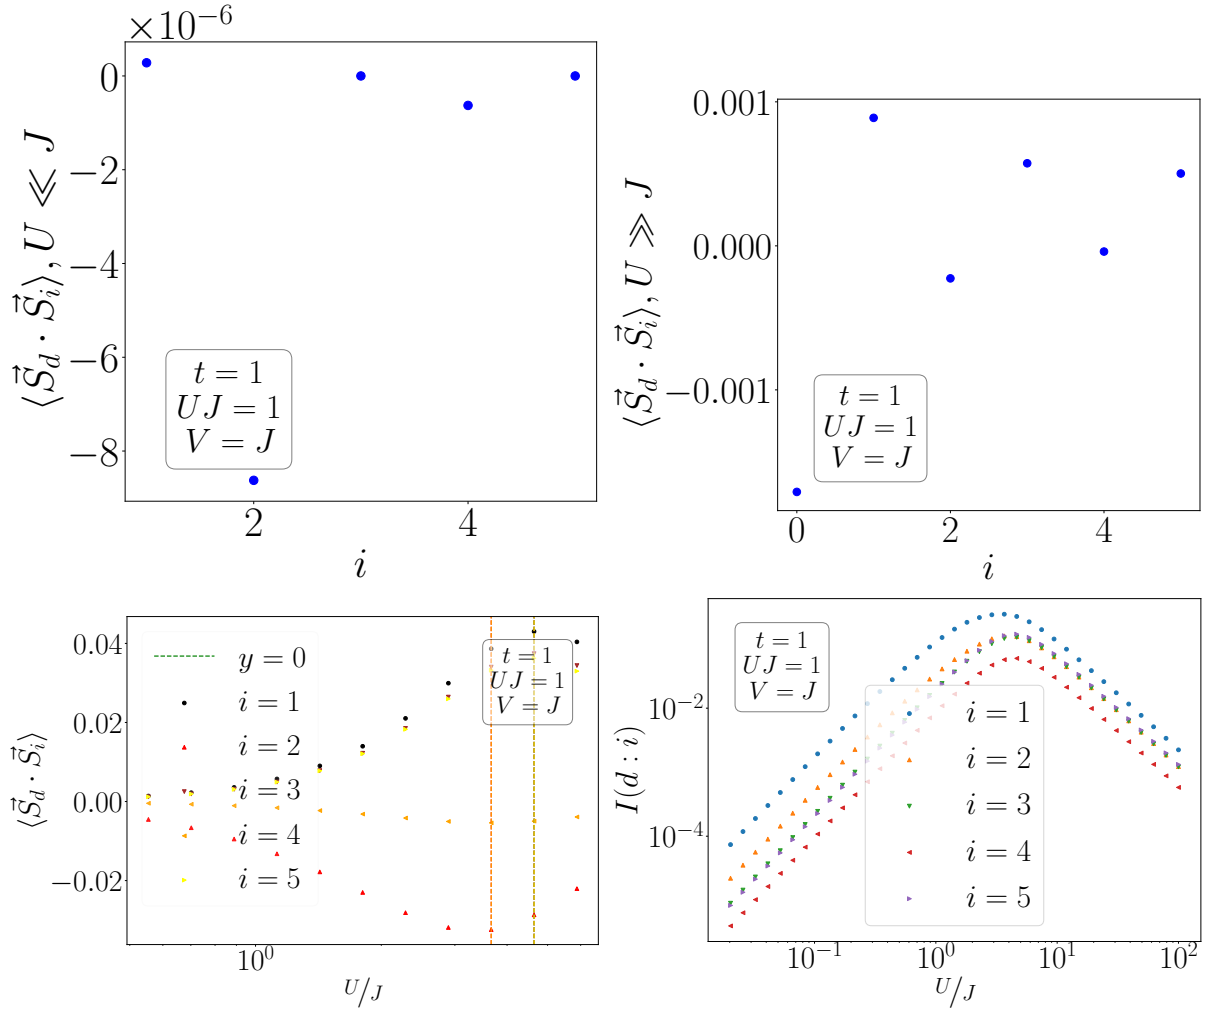 ×10⁻⁶
0
−2
−4
−6
−8
⟨S⃗_d · S⃗_i⟩, U ≪ J
t = 1
UJ = 1
V = J
2
4
i
0.001
0.000
−0.001
⟨S⃗_d · S⃗_i⟩, U ≫ J
t = 1
UJ = 1
V = J
0
2
4
i
0.04
0.02
0.00
−0.02
⟨S⃗_d · S⃗_i⟩
y = 0
i = 1
i = 2
i = 3
i = 4
i = 5
t = 1
UJ = 1
V = J
10⁰
U/J
10⁻²
10⁻⁴
I(d : i)
t = 1
UJ = 1
V = J
i = 1
i = 2
i = 3
i = 4
i = 5
10⁻¹
10⁰
10¹
10²
U/J